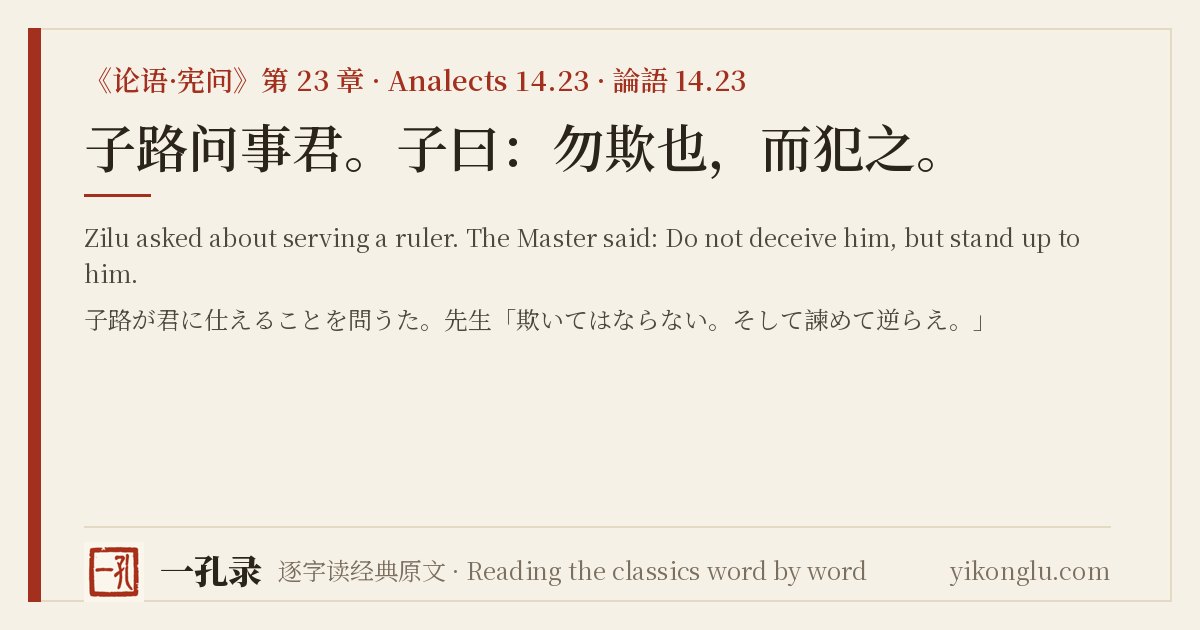 《论语·宪问》第 23 章 · Analects 14.23 · 論語 14.23
子路问事君。子曰：勿欺也，而犯之。
Zilu asked about serving a ruler. The Master said: Do not deceive him, but stand up to
him.
子路が君に仕えることを問うた。先生「欺いてはならない。そして諫めて逆らえ。」
一孔
一孔录 逐字读经典原文 · Reading the classics word by word yikonglu.com